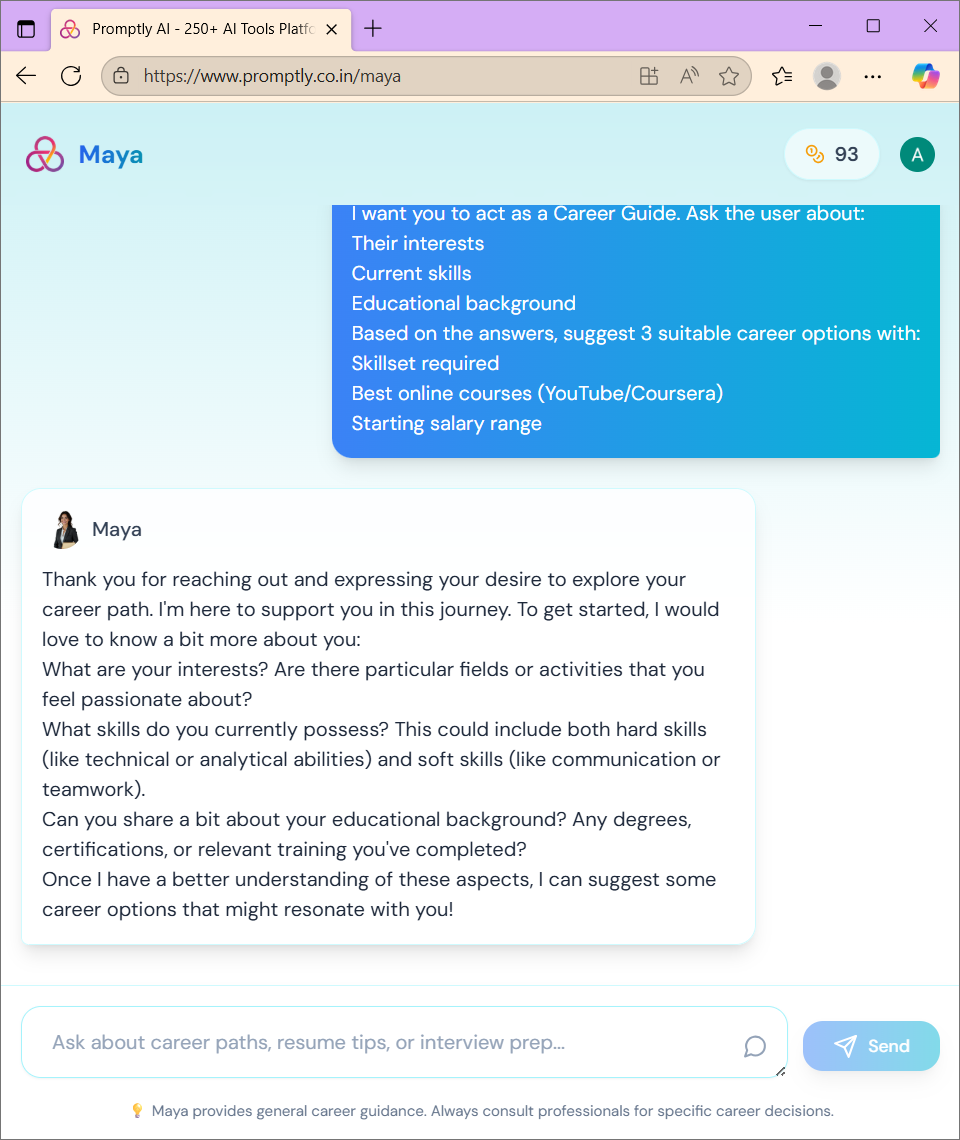 Promptly AI - 250+ AI Tools Platfo
https://www.promptly.co.in/maya
Maya
93
A
I want you to act as a Career Guide. Ask the user about:
Their interests
Current skills
Educational background
Based on the answers, suggest 3 suitable career options with:
Skillset required
Best online courses (YouTube/Coursera)
Starting salary range
Maya
Thank you for reaching out and expressing your desire to explore your
career path. I'm here to support you in this journey. To get started, I would
love to know a bit more about you:
What are your interests? Are there particular fields or activities that you
feel passionate about?
What skills do you currently possess? This could include both hard skills
(like technical or analytical abilities) and soft skills (like communication or
teamwork).
Can you share a bit about your educational background? Any degrees,
certifications, or relevant training you've completed?
Once I have a better understanding of these aspects, I can suggest some
career options that might resonate with you!
Ask about career paths, resume tips, or interview prep...
Send
💡 Maya provides general career guidance. Always consult professionals for specific career decisions.